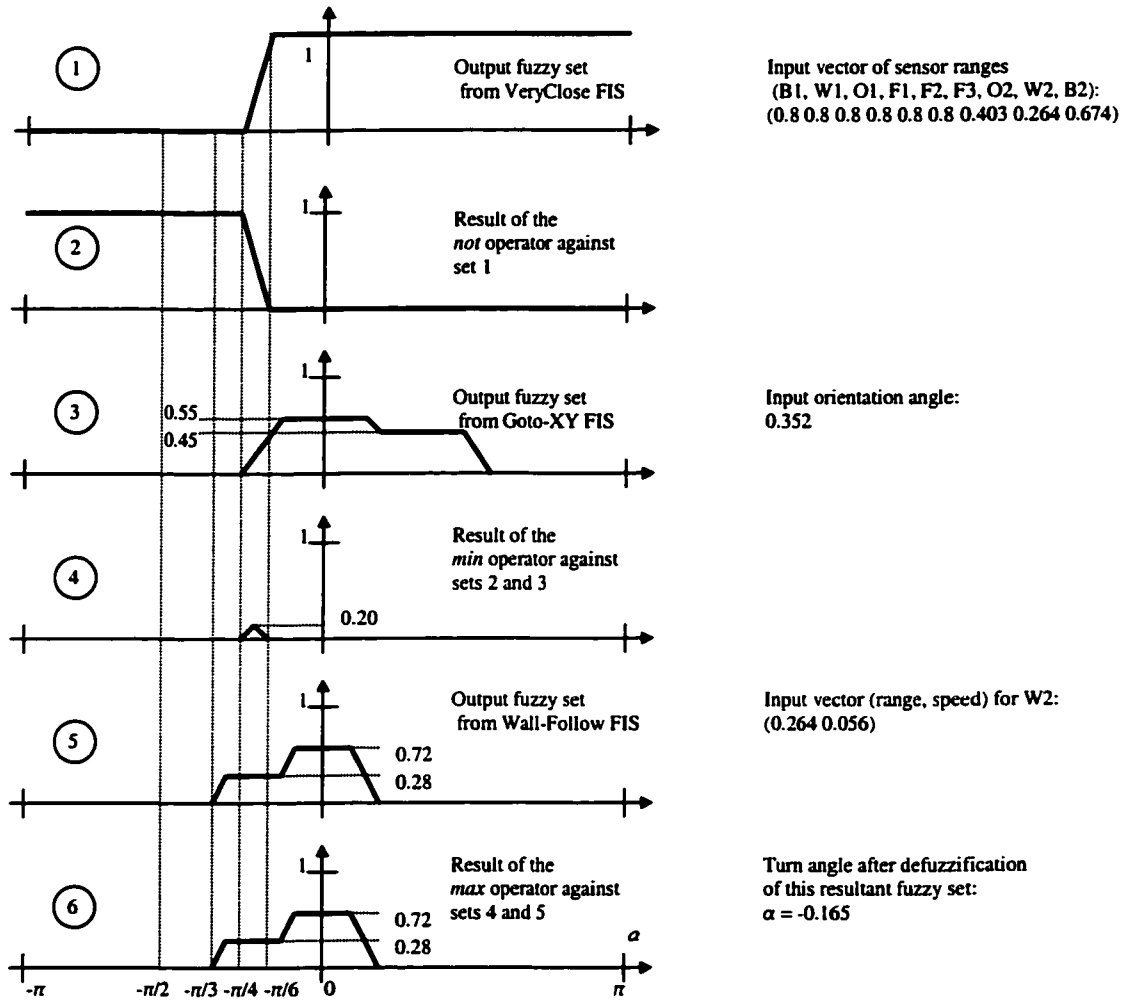 1
1
Output fuzzy set
from VeryClose FIS
Input vector of sensor ranges
(B1, W1, O1, F1, F2, F3, O2, W2, B2):
(0.8 0.8 0.8 0.8 0.8 0.8 0.403 0.264 0.674)
2
1
Result of the
not operator against
set 1
3
1
0.55
0.45
Output fuzzy set
from Goto-XY FIS
Input orientation angle:
0.352
4
1
0.20
Result of the
min operator against
sets 2 and 3
5
1
0.72
0.28
Output fuzzy set
from Wall-Follow FIS
Input vector (range, speed) for W2:
(0.264 0.056)
6
1
0.72
0.28
Result of the
max operator against
sets 4 and 5
Turn angle after defuzzification
of this resultant fuzzy set:
α = -0.165
α
-π -π/2 -π/3 -π/4 -π/6 0 π